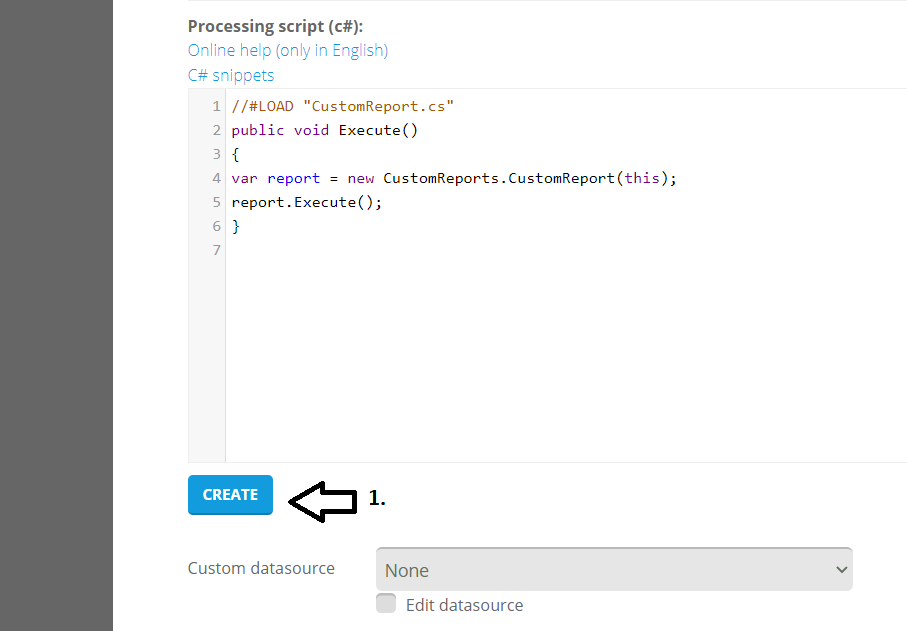 Processing script (c#):
Online help (only in English)
C# snippets
1 //#LOAD "CustomReport.cs"
2 public void Execute()
3 {
4 var report = new CustomReports.CustomReport(this);
5 report.Execute();
6 }
7
CREATE 1.
Custom datasource None
Edit datasource